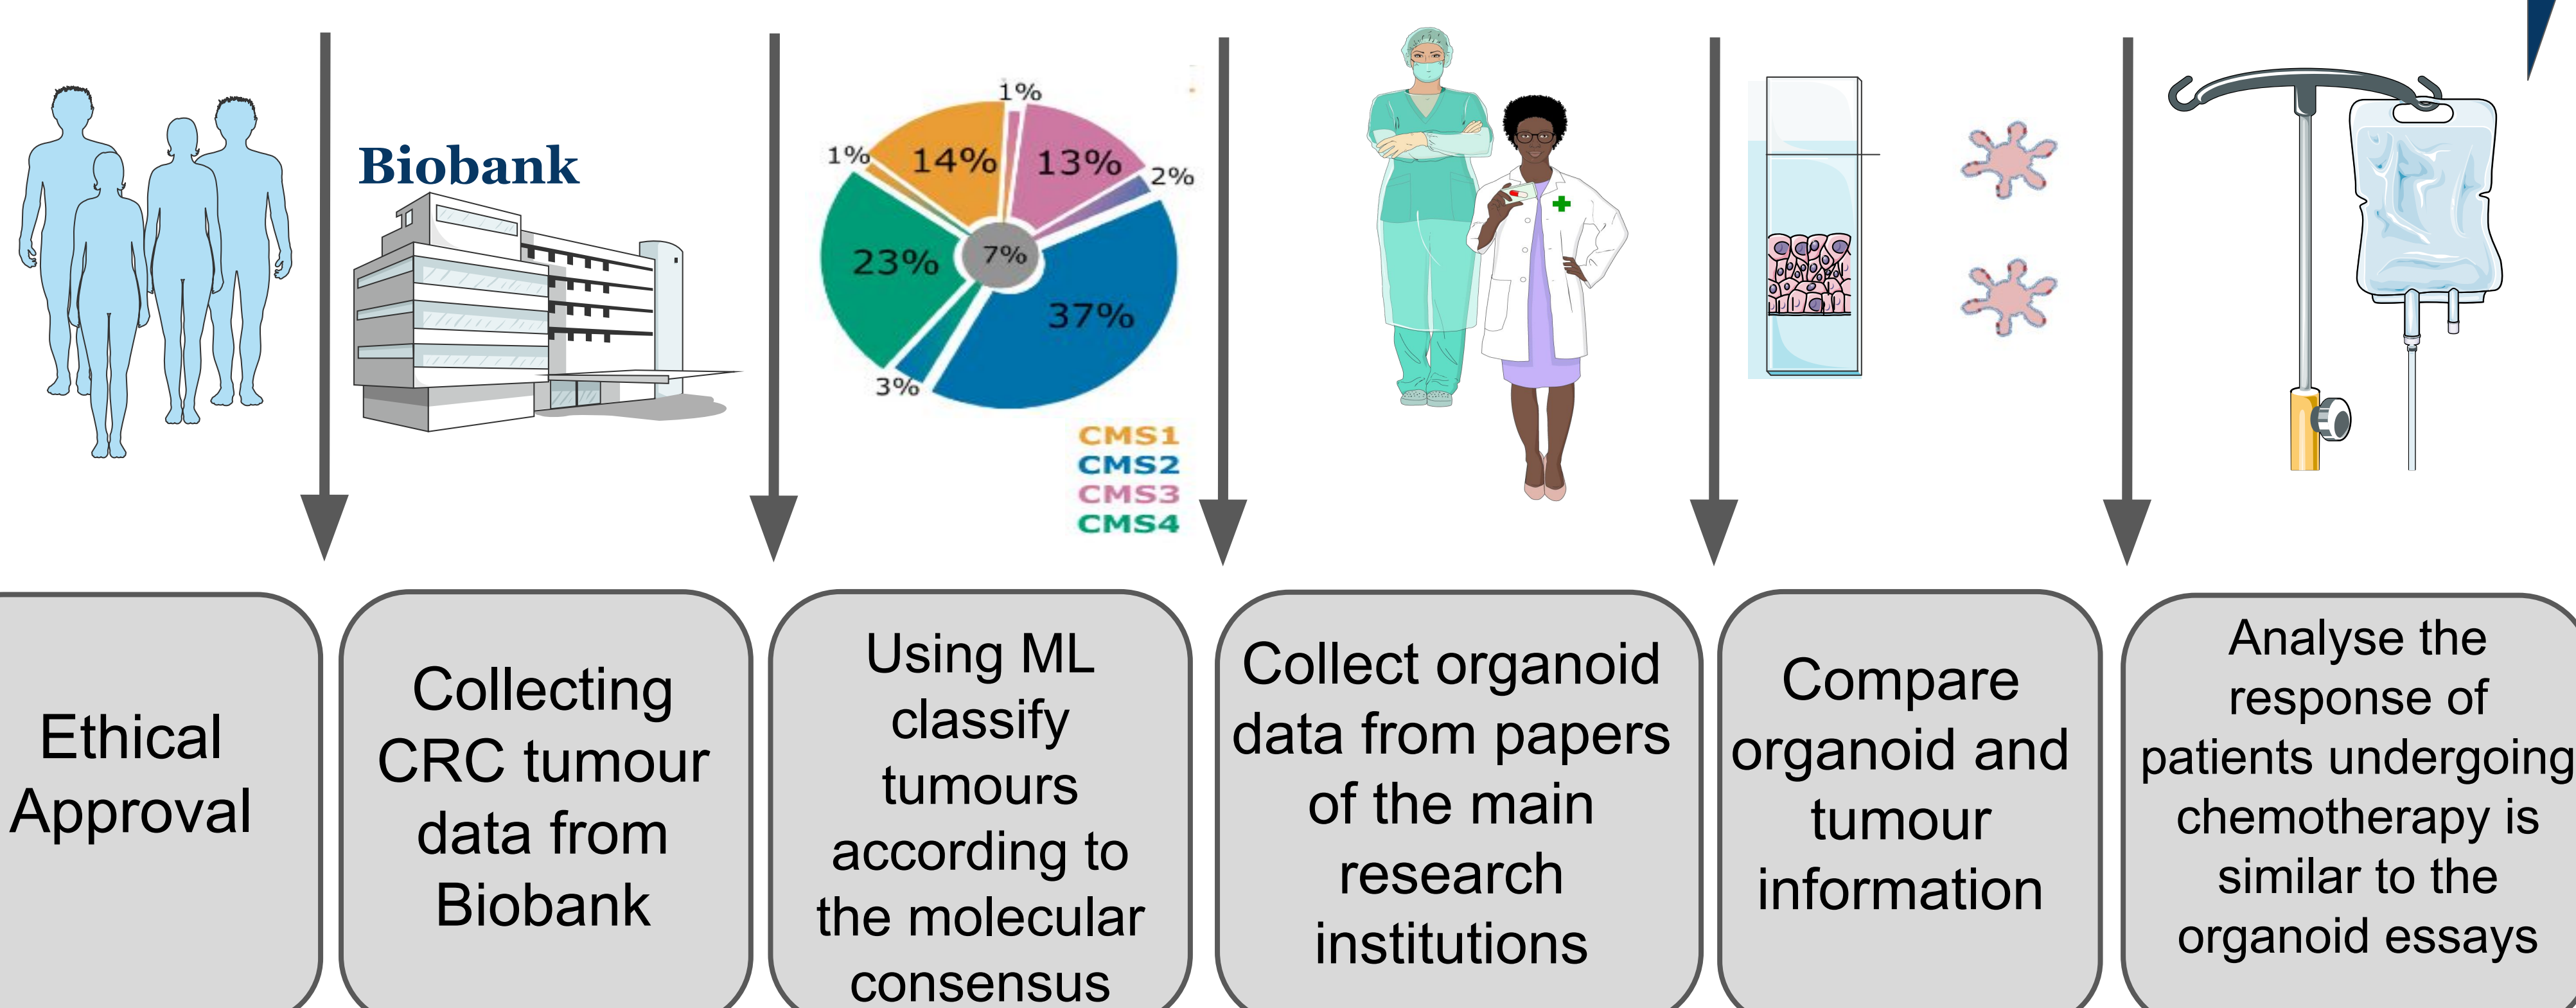 Biobank
1%
1%
14%
13%
2%
23%
7%
37%
3%
CMS1
CMS2
CMS3
CMS4
Ethical
Approval
Collecting
CRC tumour
data from
Biobank
Using ML
classify
tumours
according to
the molecular
consensus
Collect organoid
data from papers
of the main
research
institutions
Compare
organoid and
tumour
information
Analyse the
response of
patients undergoing
chemotherapy is
similar to the
organoid essays